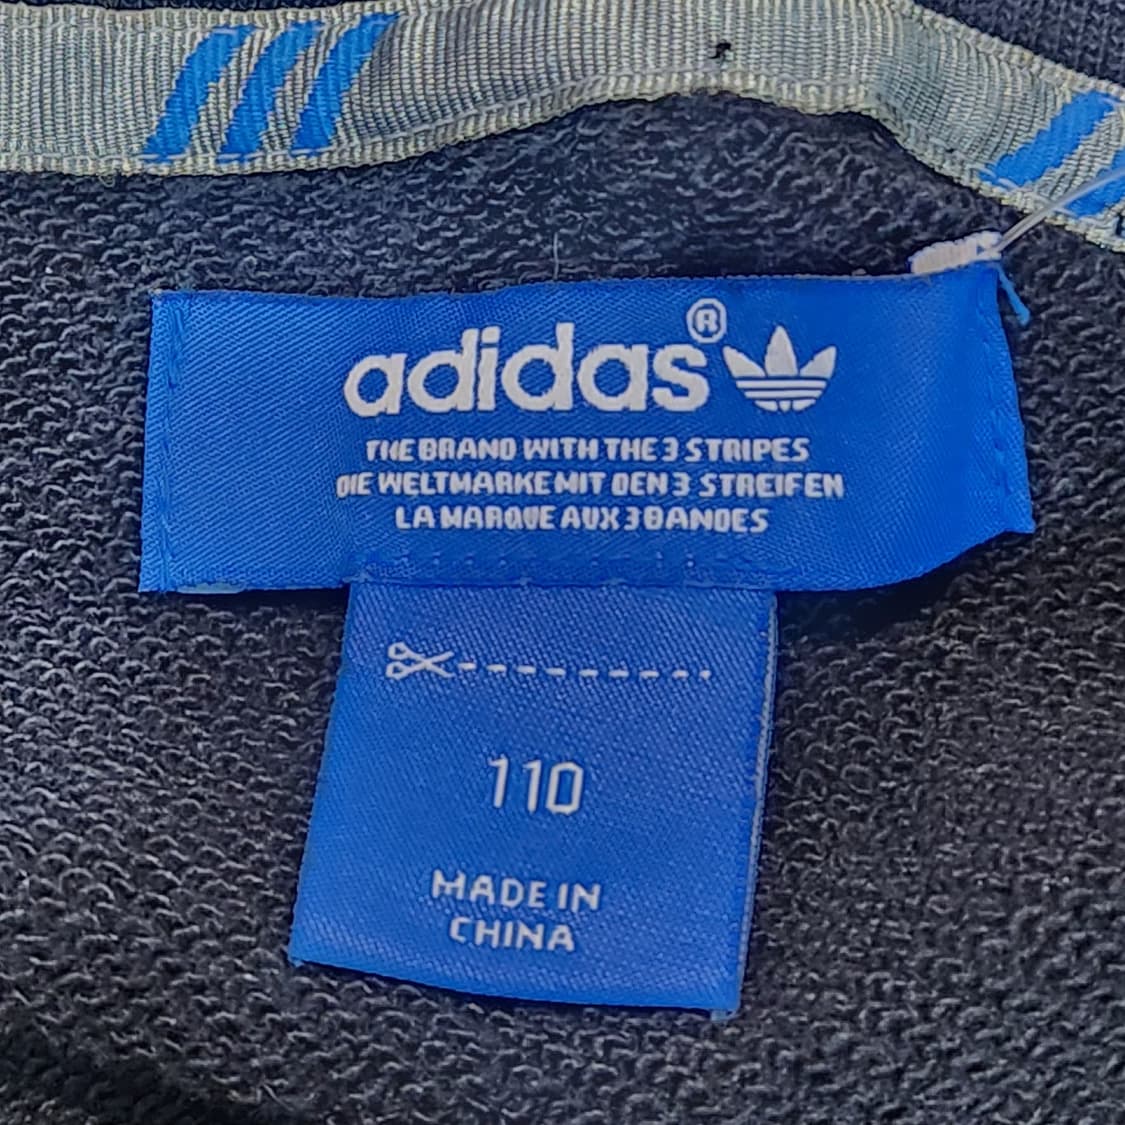 adidas®
THE BRAND WITH THE 3 STRIPES
DIE WELTMARKE MIT DEN 3 STREIFEN
LA MARQUE AUX 3 BANDES
110
MADE IN
CHINA